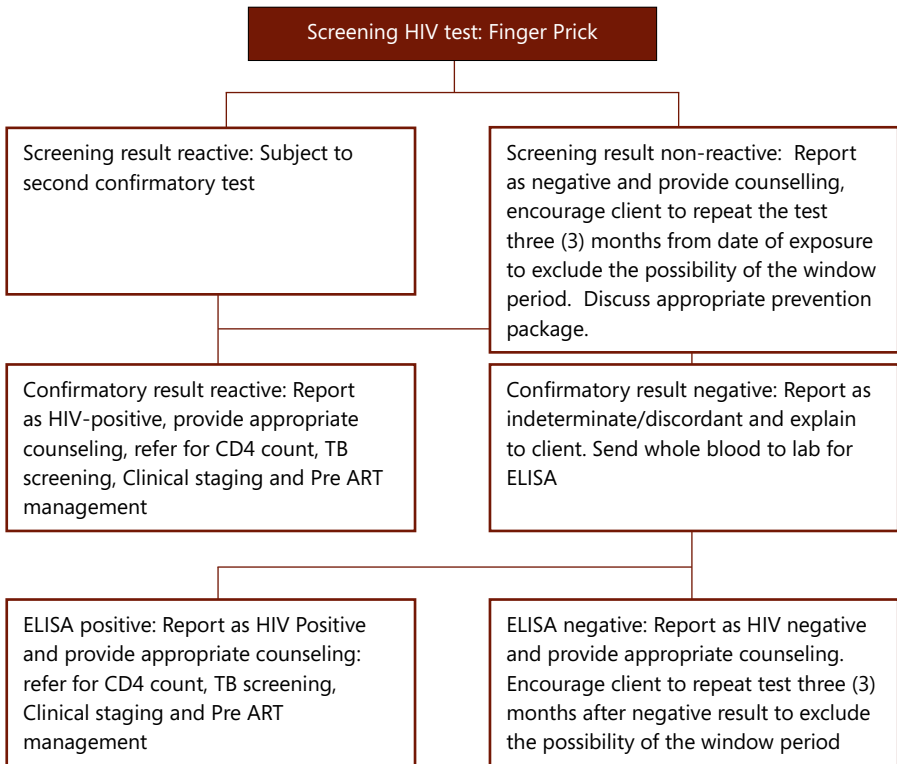 Screening HIV test: Finger Prick
Screening result reactive: Subject to
second confirmatory test
Screening result non-reactive:  Report
as negative and provide counselling,
encourage client to repeat the test
three (3) months from date of exposure
to exclude the possibility of the window
period.  Discuss appropriate prevention
package.
Confirmatory result reactive: Report
as HIV-positive, provide appropriate
counseling, refer for CD4 count, TB
screening, Clinical staging and Pre ART
management
Confirmatory result negative: Report as
indeterminate/discordant and explain
to client. Send whole blood to lab for
ELISA
ELISA positive: Report as HIV Positive
and provide appropriate counseling:
refer for CD4 count, TB screening,
Clinical staging and Pre ART
management
ELISA negative: Report as HIV negative
and provide appropriate counseling.
Encourage client to repeat test three (3)
months after negative result to exclude
the possibility of the window period